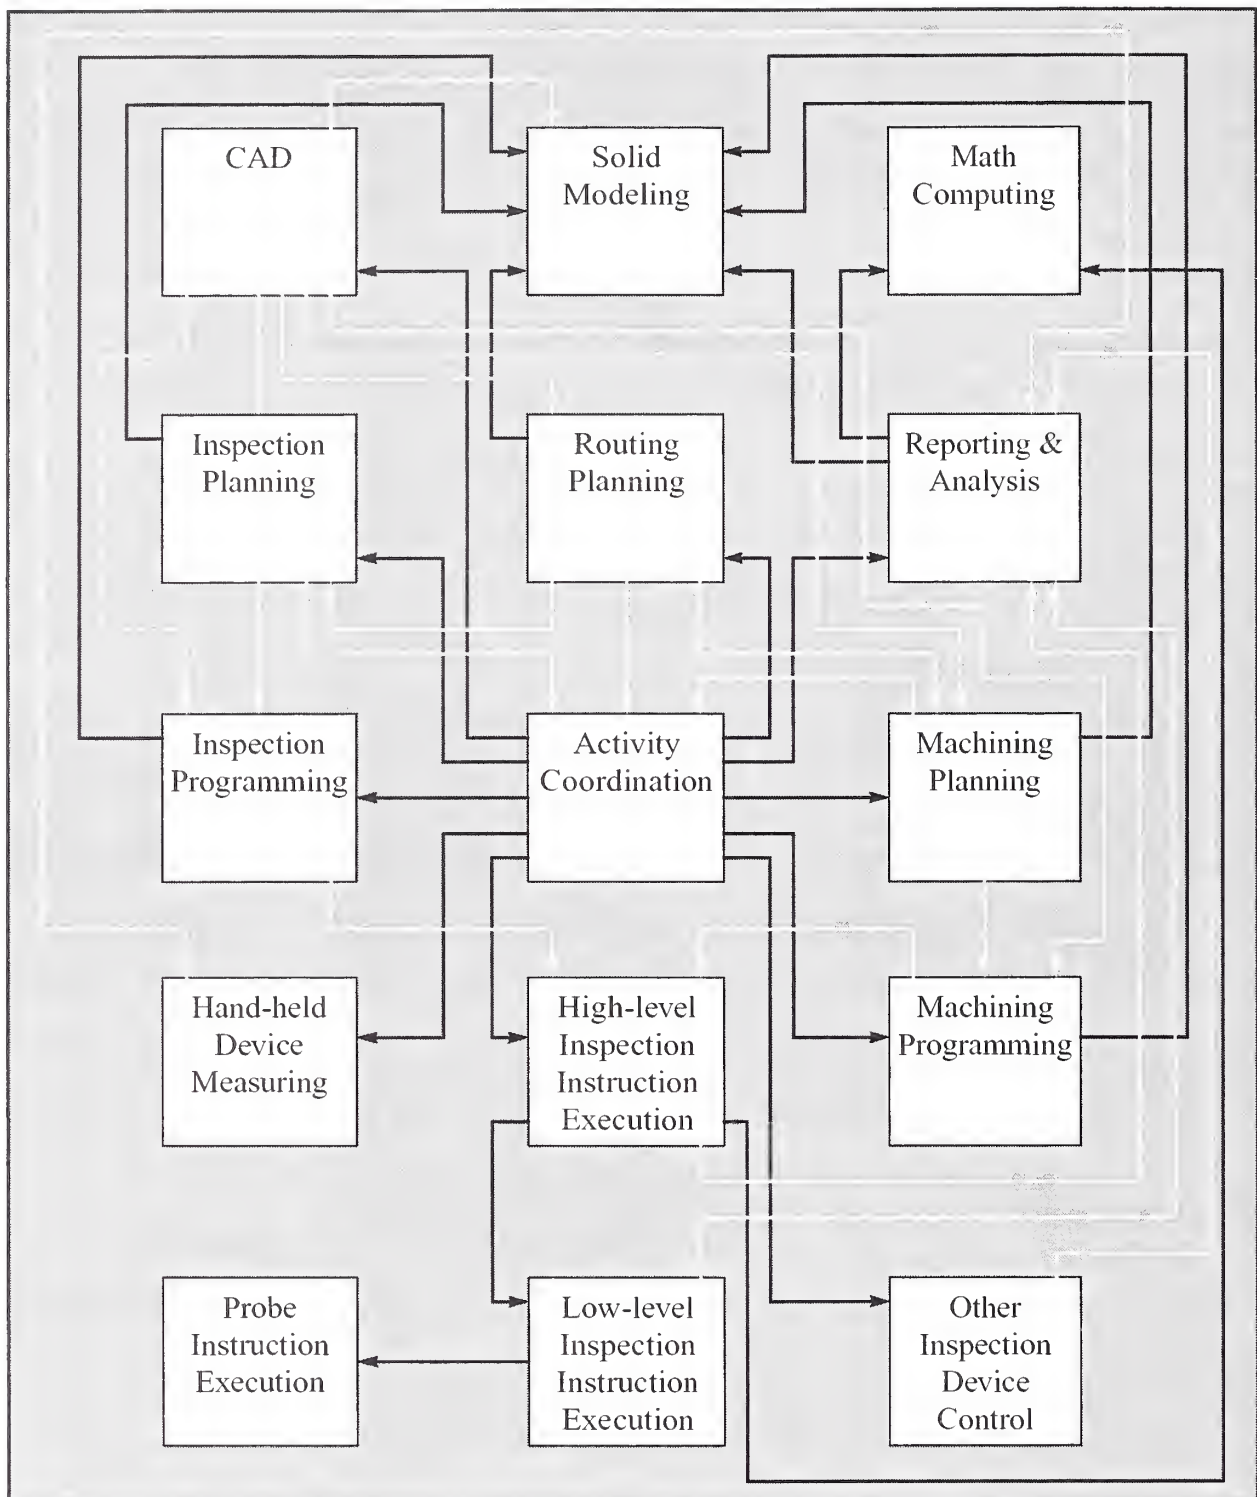 CAD
Solid
Modeling
Math
Computing
Inspection
Planning
Routing
Planning
Reporting &
Analysis
Inspection
Programming
Activity
Coordination
Machining
Planning
Hand-held
Device
Measuring
High-level
Inspection
Instruction
Execution
Machining
Programming
Probe
Instruction
Execution
Low-level
Inspection
Instruction
Execution
Other
Inspection
Device
Control